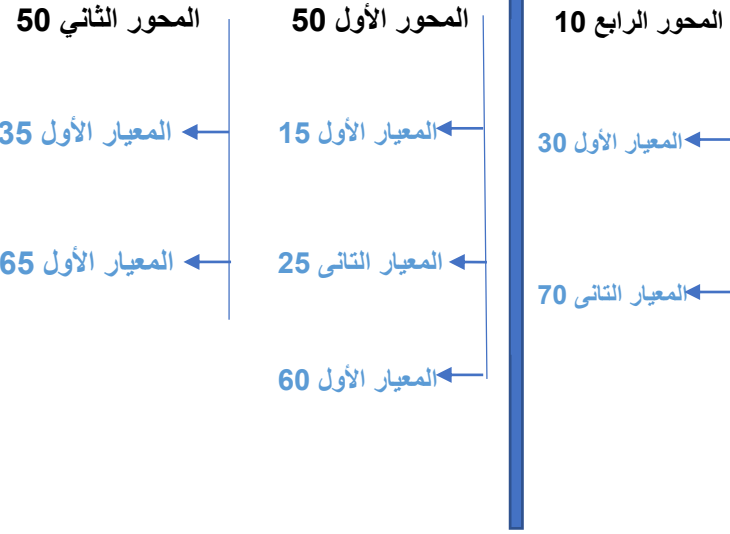 المحور الرابع 10
المعيار الأول 30
المعيار التانى 70
المحور الأول 50
المعيار الأول 15
المعيار التانى 25
المعيار الأول 60
المحور الثاني 50
المعيار الأول 35
المعيار الأول 65